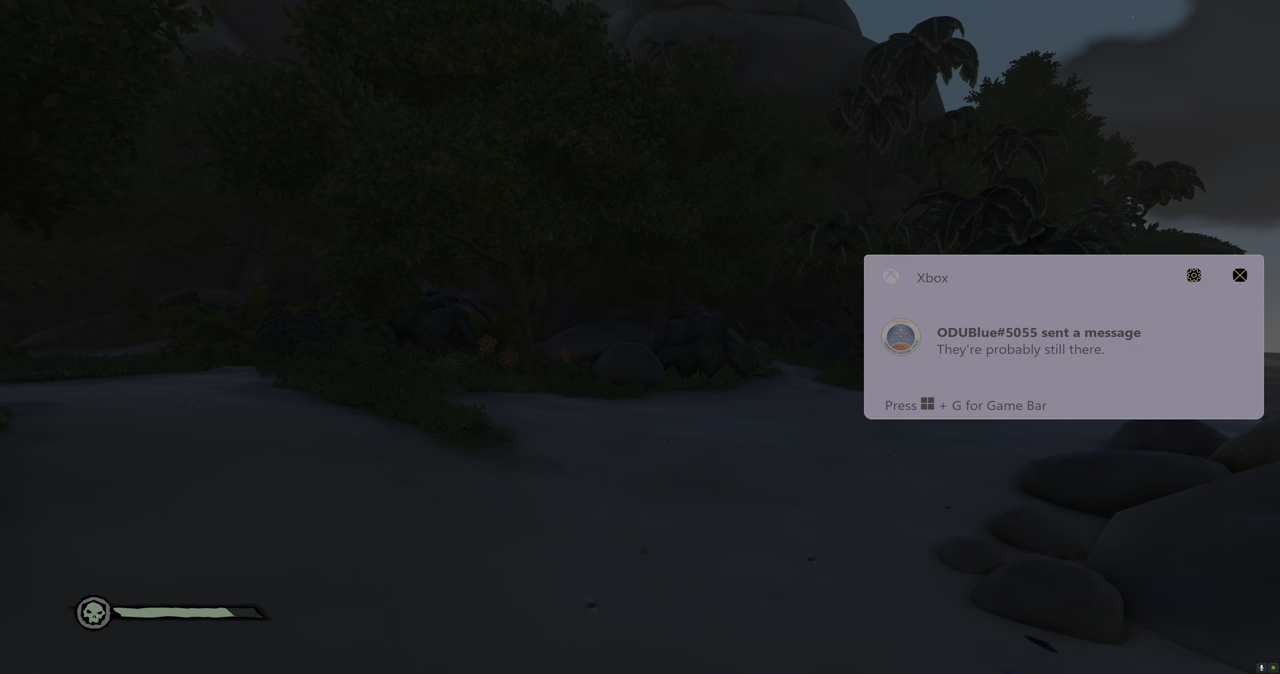 Xbox
ODUBlue#5055 sent a message
They're probably still there.
Press + G for Game Bar